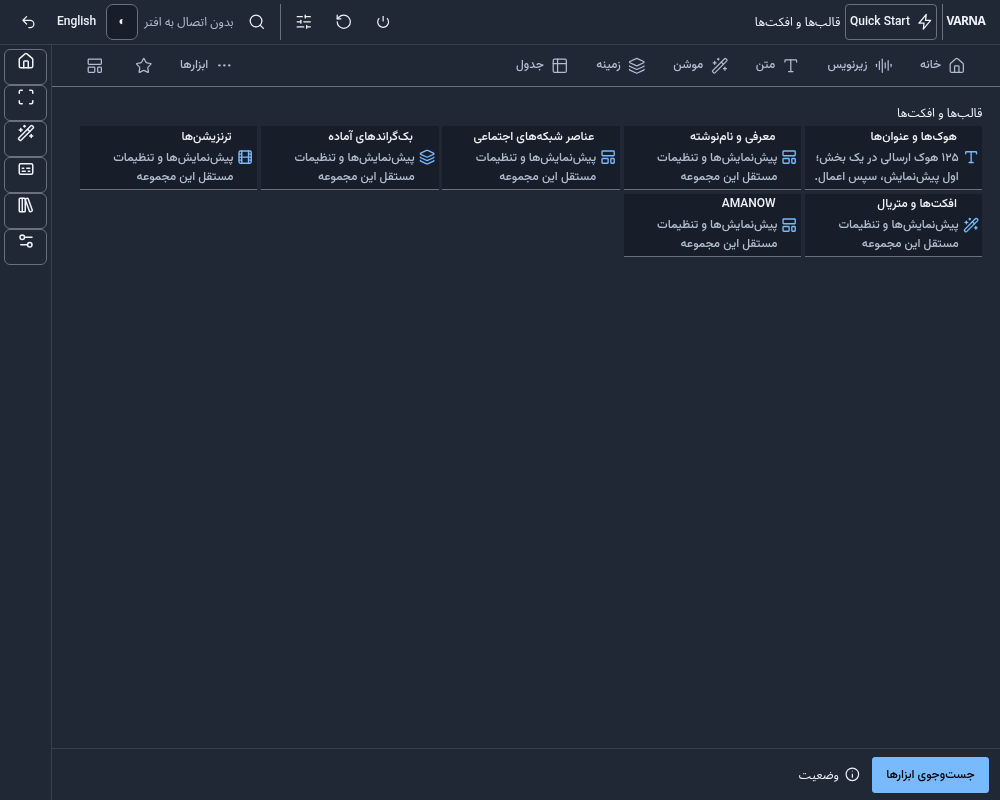 VARNA
Quick Start
قالب‌ها و افکت‌ها
بدون اتصال به افتر
English
خانه
زیرنویس
متن
موشن
زمینه
جدول
ابزارها
قالب‌ها و افکت‌ها
هوک‌ها و عنوان‌ها
۱۲۵ هوک ارسالی در یک بخش؛
اول پیش‌نمایش، سپس اعمال.
معرفی و نام‌نوشته
پیش‌نمایش‌ها و تنظیمات
مستقل این مجموعه
عناصر شبکه‌های اجتماعی
پیش‌نمایش‌ها و تنظیمات
مستقل این مجموعه
بک‌گراندهای آماده
پیش‌نمایش‌ها و تنظیمات
مستقل این مجموعه
ترنزیشن‌ها
پیش‌نمایش‌ها و تنظیمات
مستقل این مجموعه
افکت‌ها و متریال
پیش‌نمایش‌ها و تنظیمات
مستقل این مجموعه
AMANOW
پیش‌نمایش‌ها و تنظیمات
مستقل این مجموعه
جست‌وجوی ابزارها
وضعیت